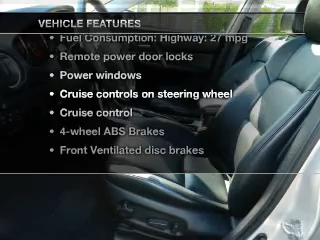 VEHICLE FEATURES
• Fuel Consumption: Highway: 27 mpg
• Remote power door locks
• Power windows
• Cruise controls on steering wheel
• Cruise control
• 4-wheel ABS Brakes
• Front Ventilated disc brakes